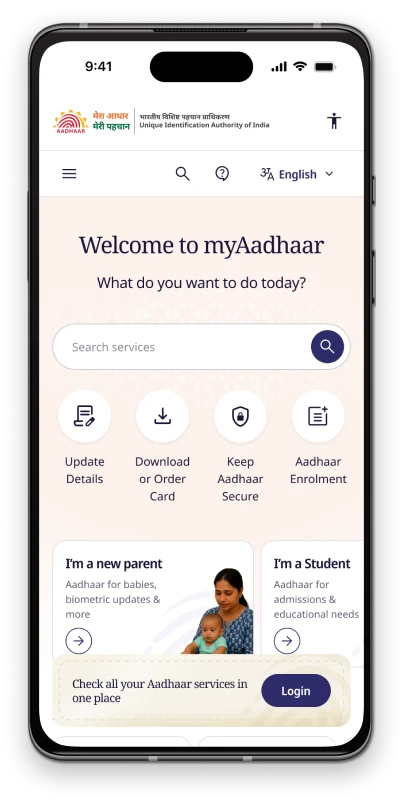 9:41
AADHAAR
मेरा आधार
मेरी पहचान
भारतीय विशिष्ट पहचान प्राधिकरण
Unique Identification Authority of India
English
Welcome to myAadhaar
What do you want to do today?
Search services
Update
Details
Download
or Order
Card
Keep
Aadhaar
Secure
Aadhaar
Enrolment
I'm a new parent
Aadhaar for babies,
biometric updates &
more
I'm a Student
Aadhaar for
admissions &
educational needs
Check all your Aadhaar services in
one place
Login